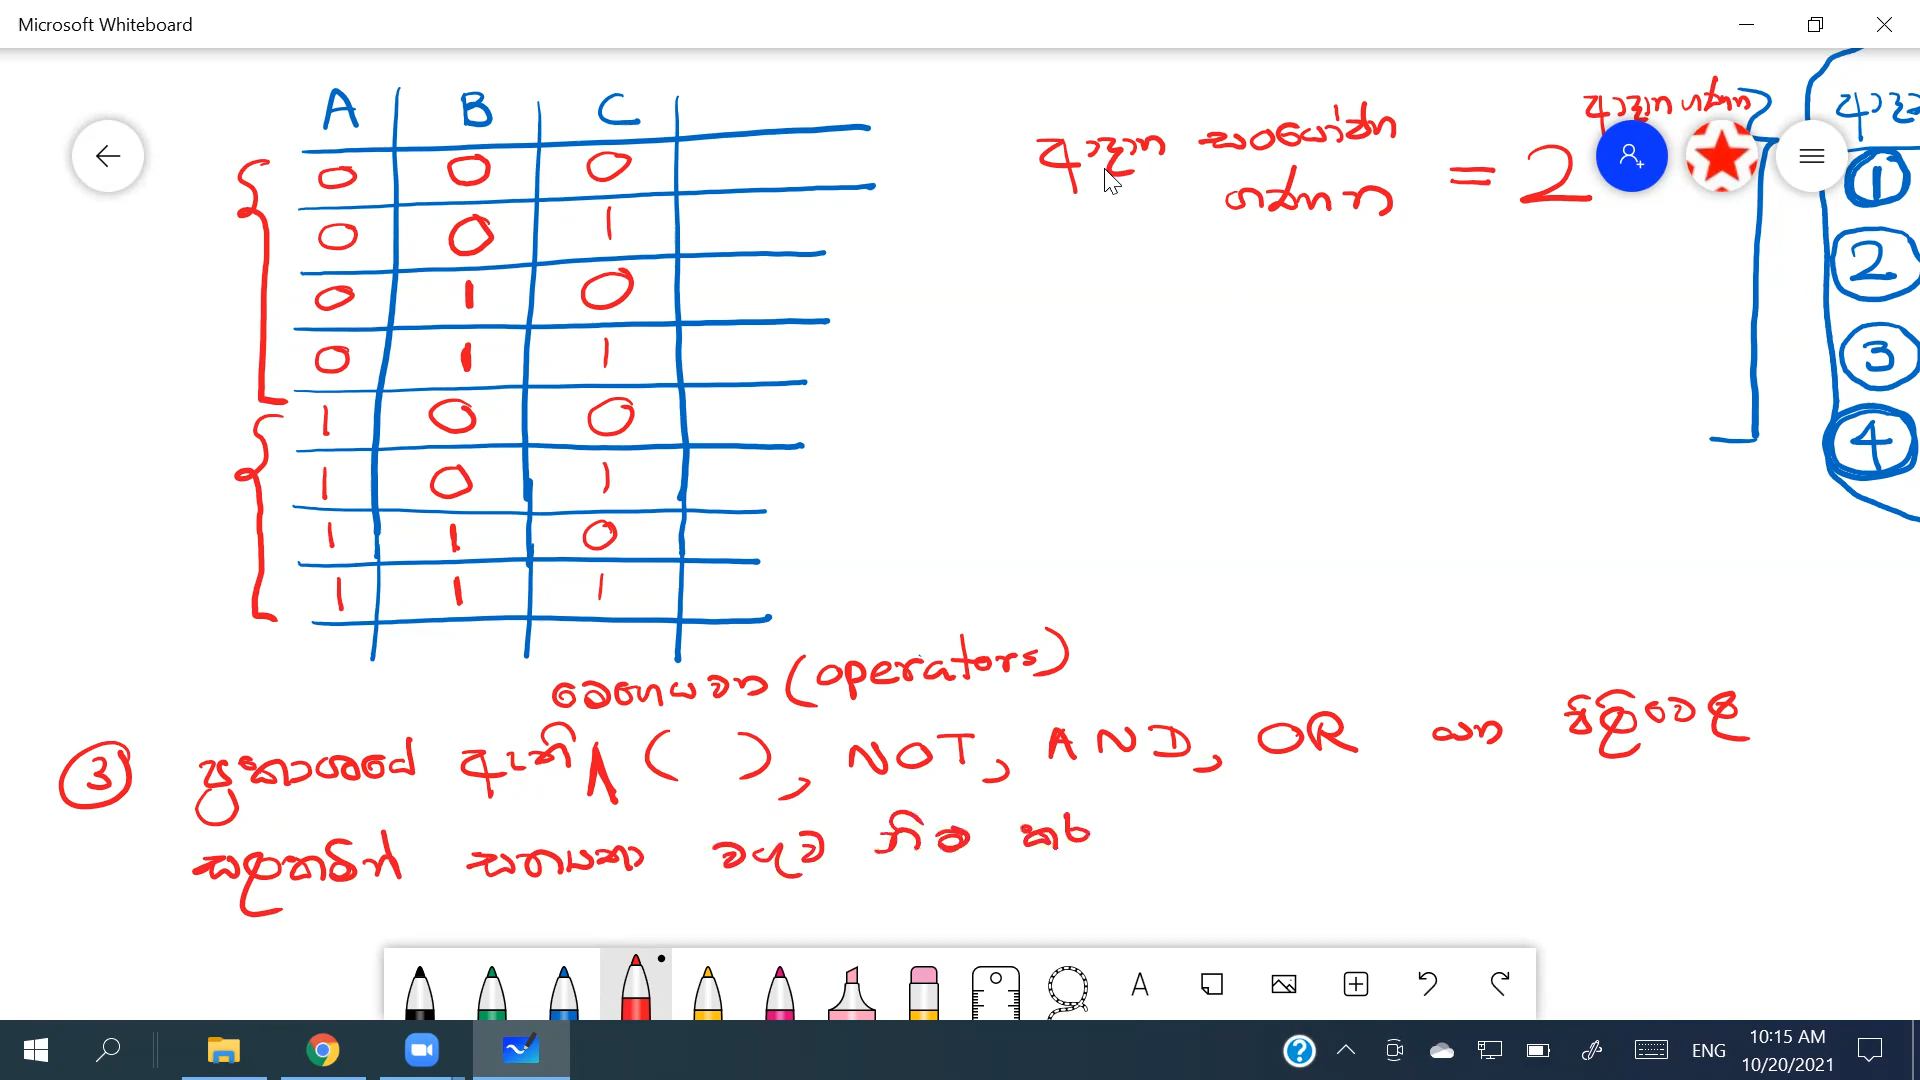 Microsoft Whiteboard
A B C
0 0 0
0 0 1
0 1 0
0 1 1
1 0 0
1 0 1
1 1 0
1 1 1
ආදාන සංයෝජන
ගණන = 2
ආදාන ගණන
1
2
3
4
මෙහෙයවන (operators)
3 ප්‍රකාශයේ ඇති ( ), NOT, AND, OR යන පිළිවෙළ
සලකමින් සත්‍යතා වගුව හිම කර
ENG
10:15 AM
10/20/2021